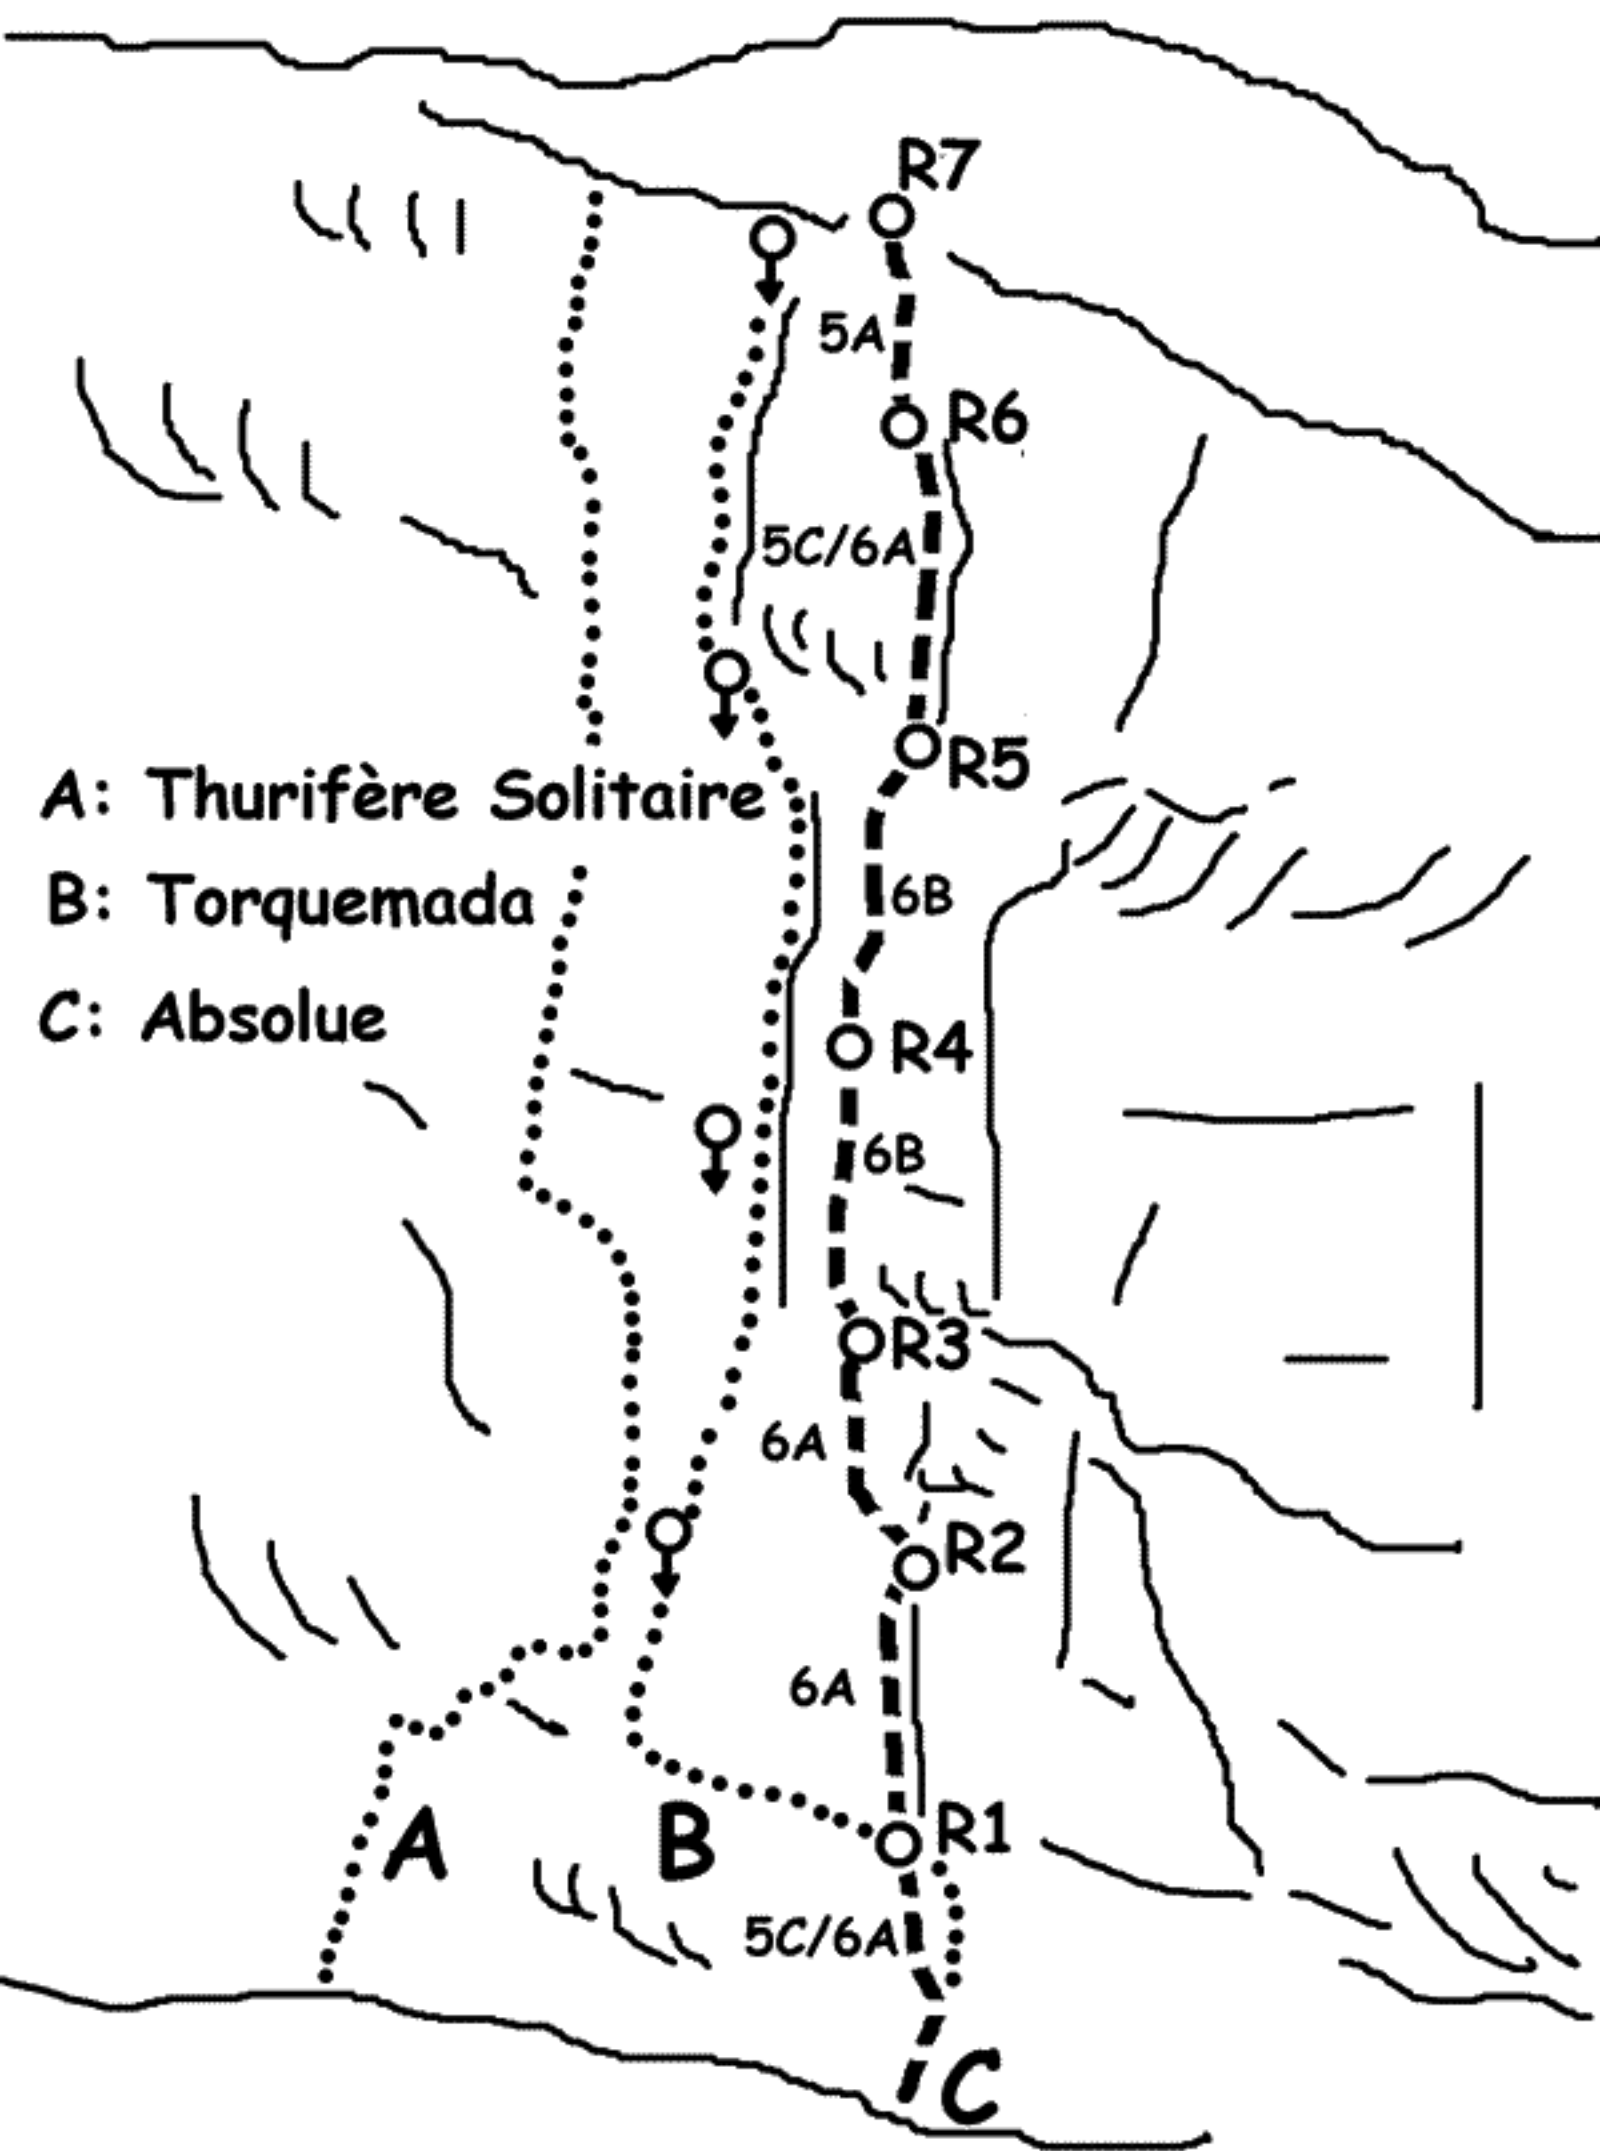 R7
5A
R6
5C/6A
R5
A: Thurifère Solitaire
6B
B: Torquemada
C: Absolue
R4
6B
R3
6A
R2
6A
R1
A
B
5C/6A
C